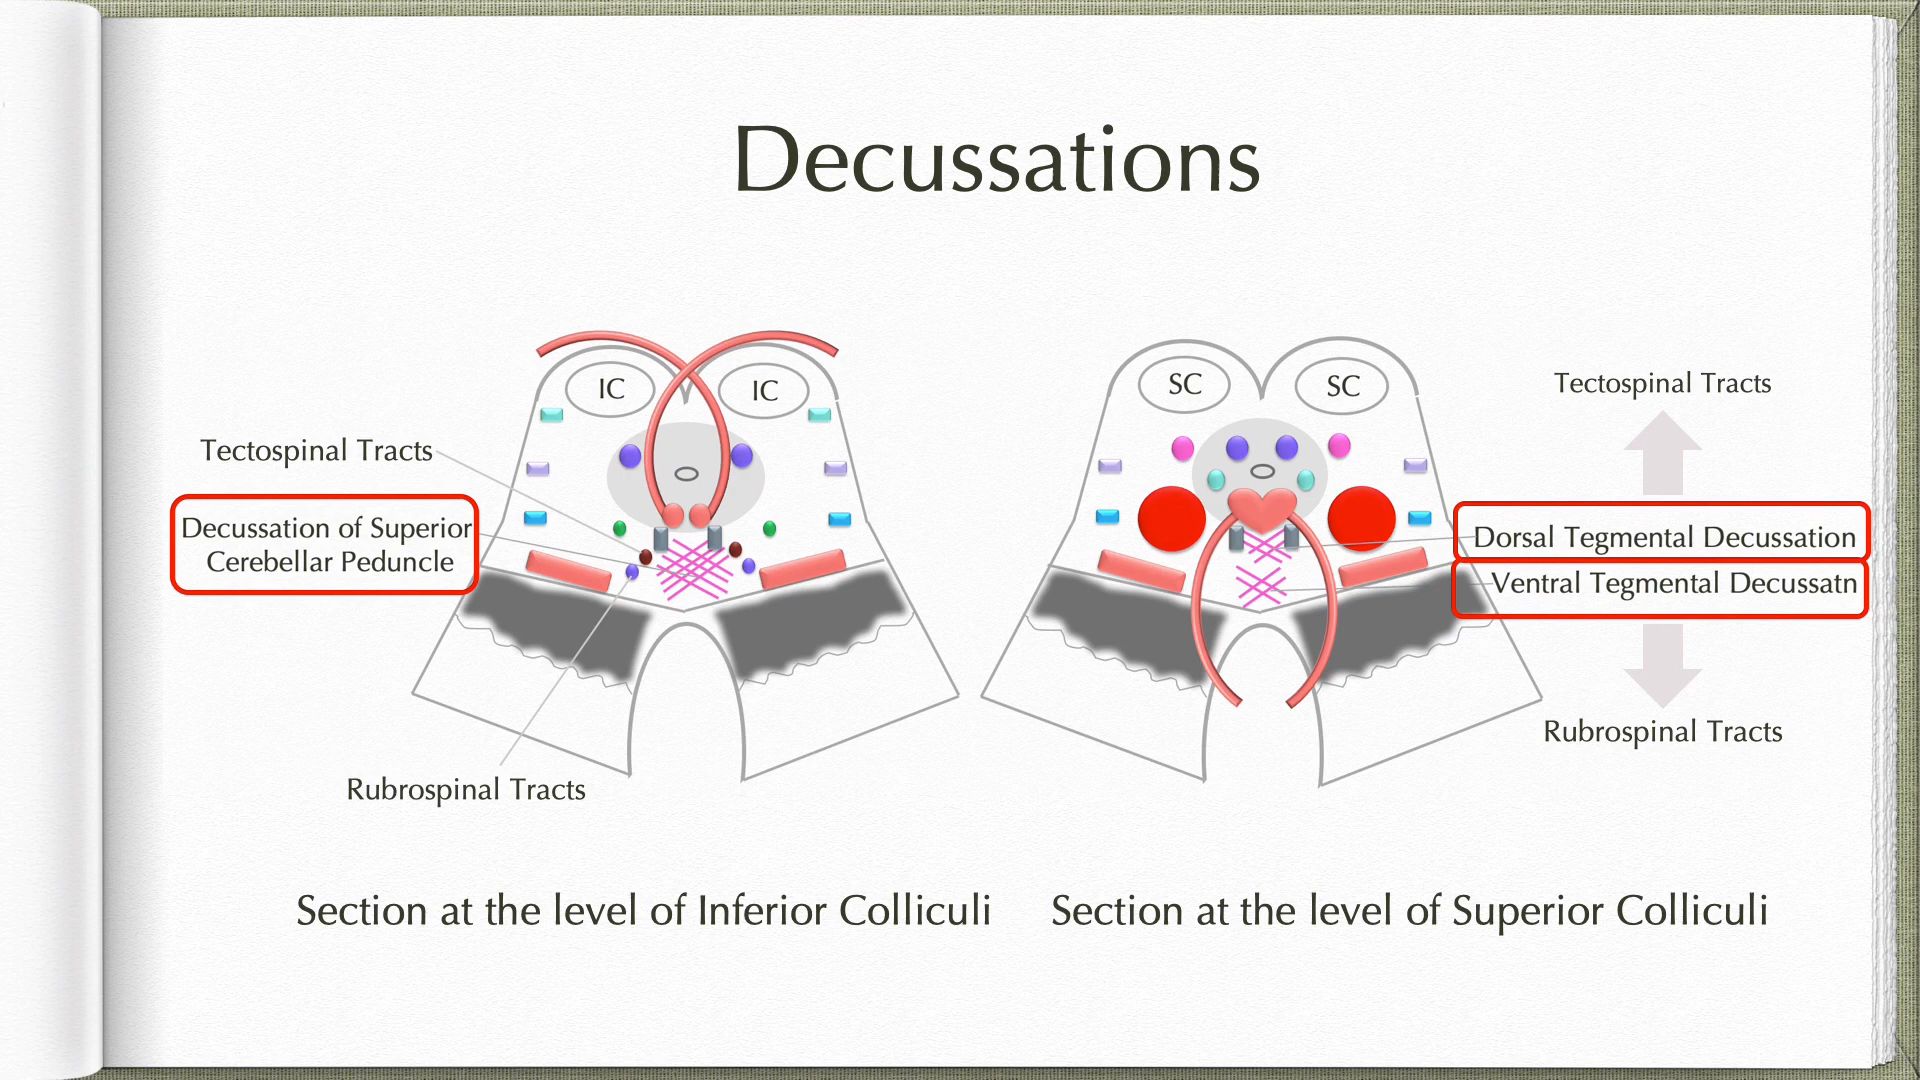 Decussations
IC
IC
Tectospinal Tracts
Decussation of Superior
Cerebellar Peduncle
Rubrospinal Tracts
Section at the level of Inferior Colliculi
SC
SC
Tectospinal Tracts
Dorsal Tegmental Decussation
Ventral Tegmental Decussatn
Rubrospinal Tracts
Section at the level of Superior Colliculi